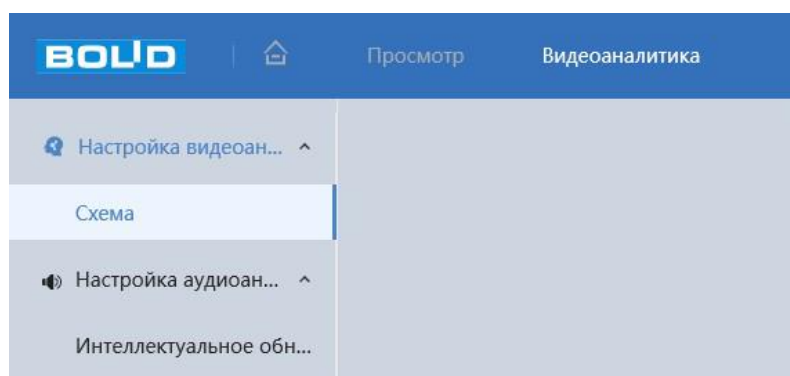 BOLID Просмотр Видеоаналитика
Настройка видеоан...
Схема
Настройка аудиоан...
Интеллектуальное обн...